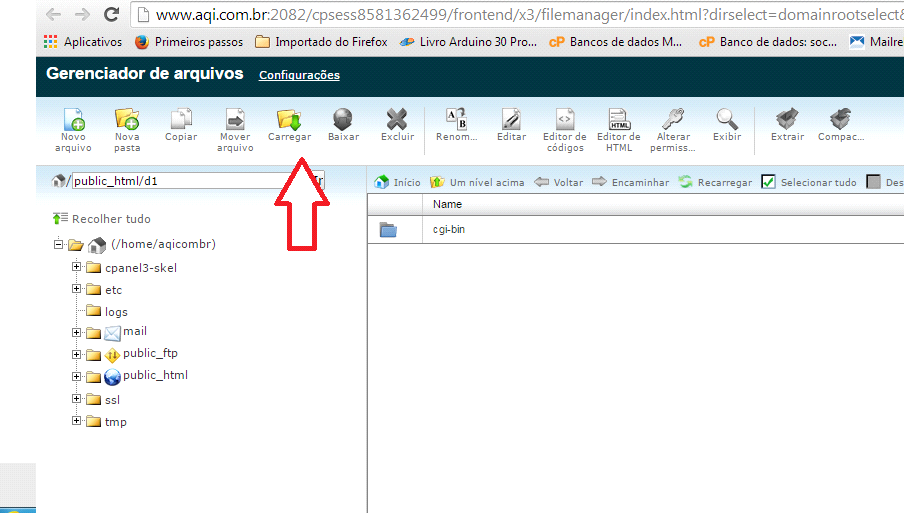 www.aqi.com.br:2082/cpsess8581362499/frontend/x3/filemanager/index.html?dirselect=domainrootselect&
Aplicativos Primeiros passos Importado do Firefox Livro Arduino 30 Pro... cP Bancos de dados M... cP Banco de dados: soc... Mailre
Gerenciador de arquivos Configurações
Novo arquivo
Nova pasta
Copiar
Mover arquivo
Carregar
Baixar
Excluir
Renom...
Editar
Editor de códigos
Editor de HTML
Alterar permiss...
Exibir
Extrair
Compac...
/ public_html/d1
Início Um nível acima Voltar Encaminhar Recarregar Selecionar tudo Des
Name
cgi-bin
Recolher tudo
(/home/aqicombr)
cpanel3-skel
etc
logs
mail
public_ftp
public_html
ssl
tmp